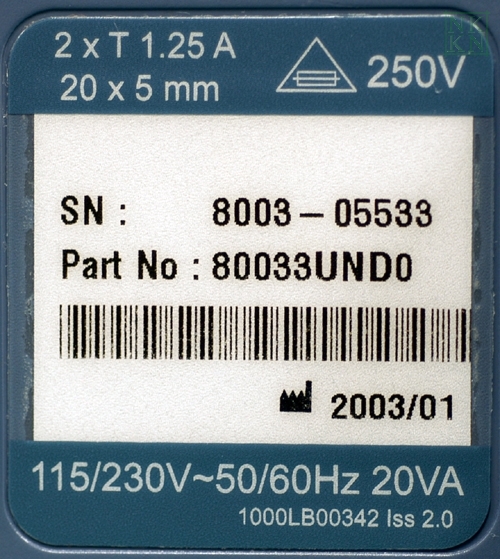 2 x T 1.25 A
20 x 5 mm
250V
SN : 8003 – 05533
Part No : 80033UND0
2003/01
115/230V~50/60Hz 20VA
1000LB00342 Iss 2.0